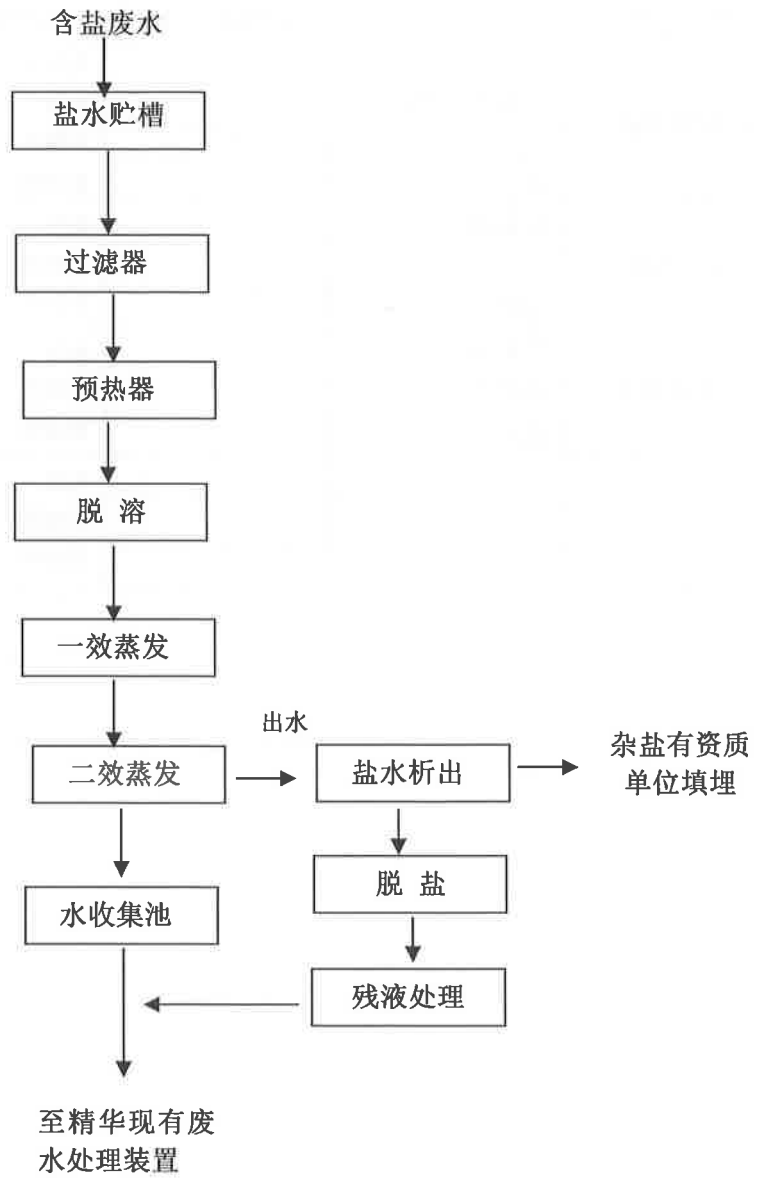 含盐废水
盐水贮槽
过滤器
预热器
脱 溶
一效蒸发
二效蒸发
出水
盐水析出
杂盐有资质
单位填埋
脱 盐
水收集池
残液处理
至精华现有废
水处理装置